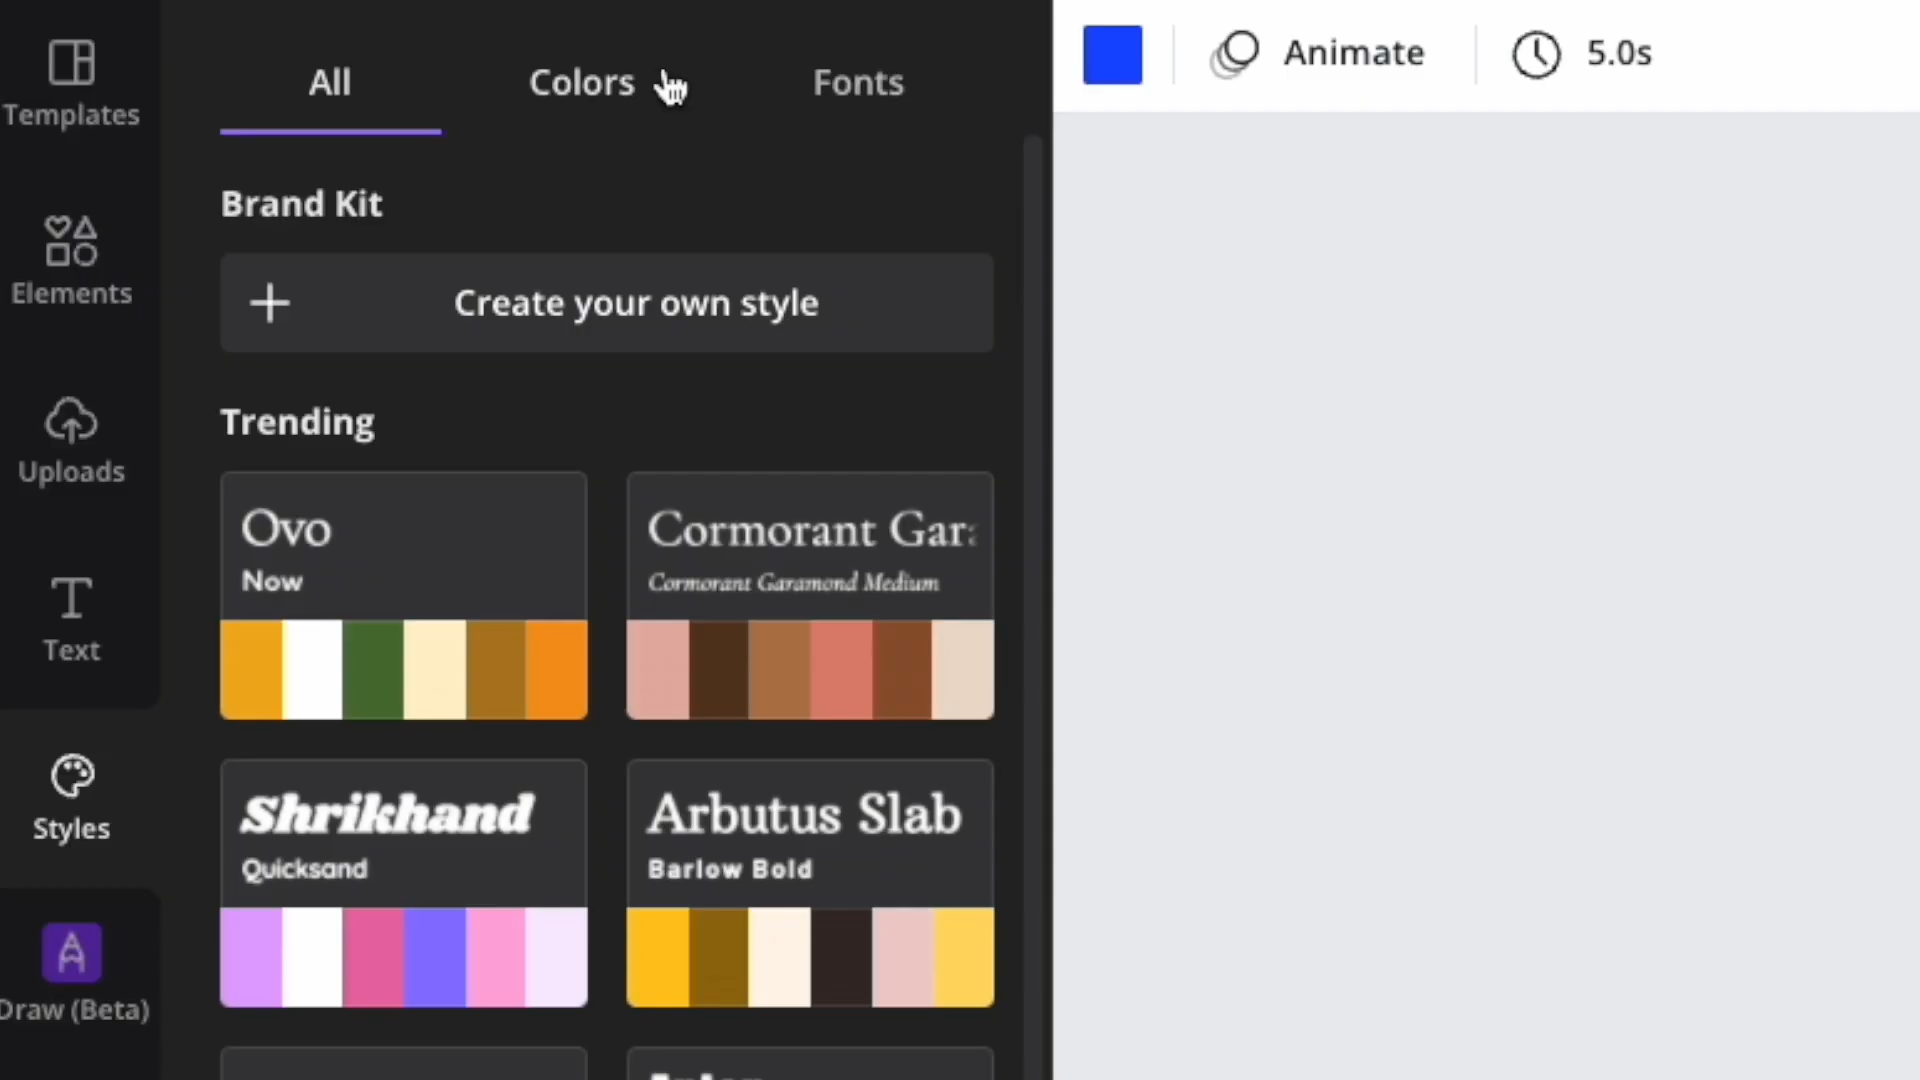 Templates
Elements
Uploads
Text
Styles
Draw (Beta)
All
Colors
Fonts
Brand Kit
Create your own style
Trending
Ovo
Now
Cormorant
Cormorant Garamond Medium
Shrikhand
Quicksand
Arbutus Slab
Barlow Bold
Animate
5.0s